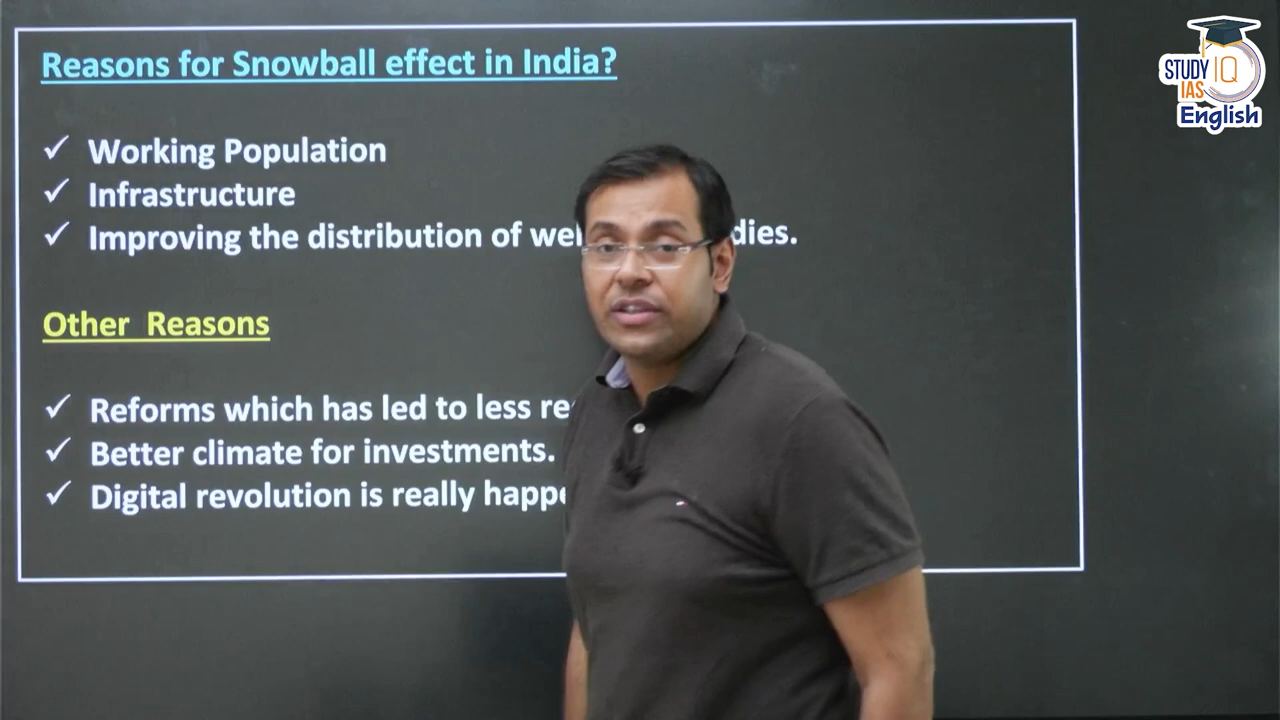 Reasons for Snowball effect in India?
Working Population
Infrastructure
Improving the distribution of
Other Reasons
Reforms which has led to less
Better climate for investments.
Digital revolution is really
STUDY IQ
IAS
English